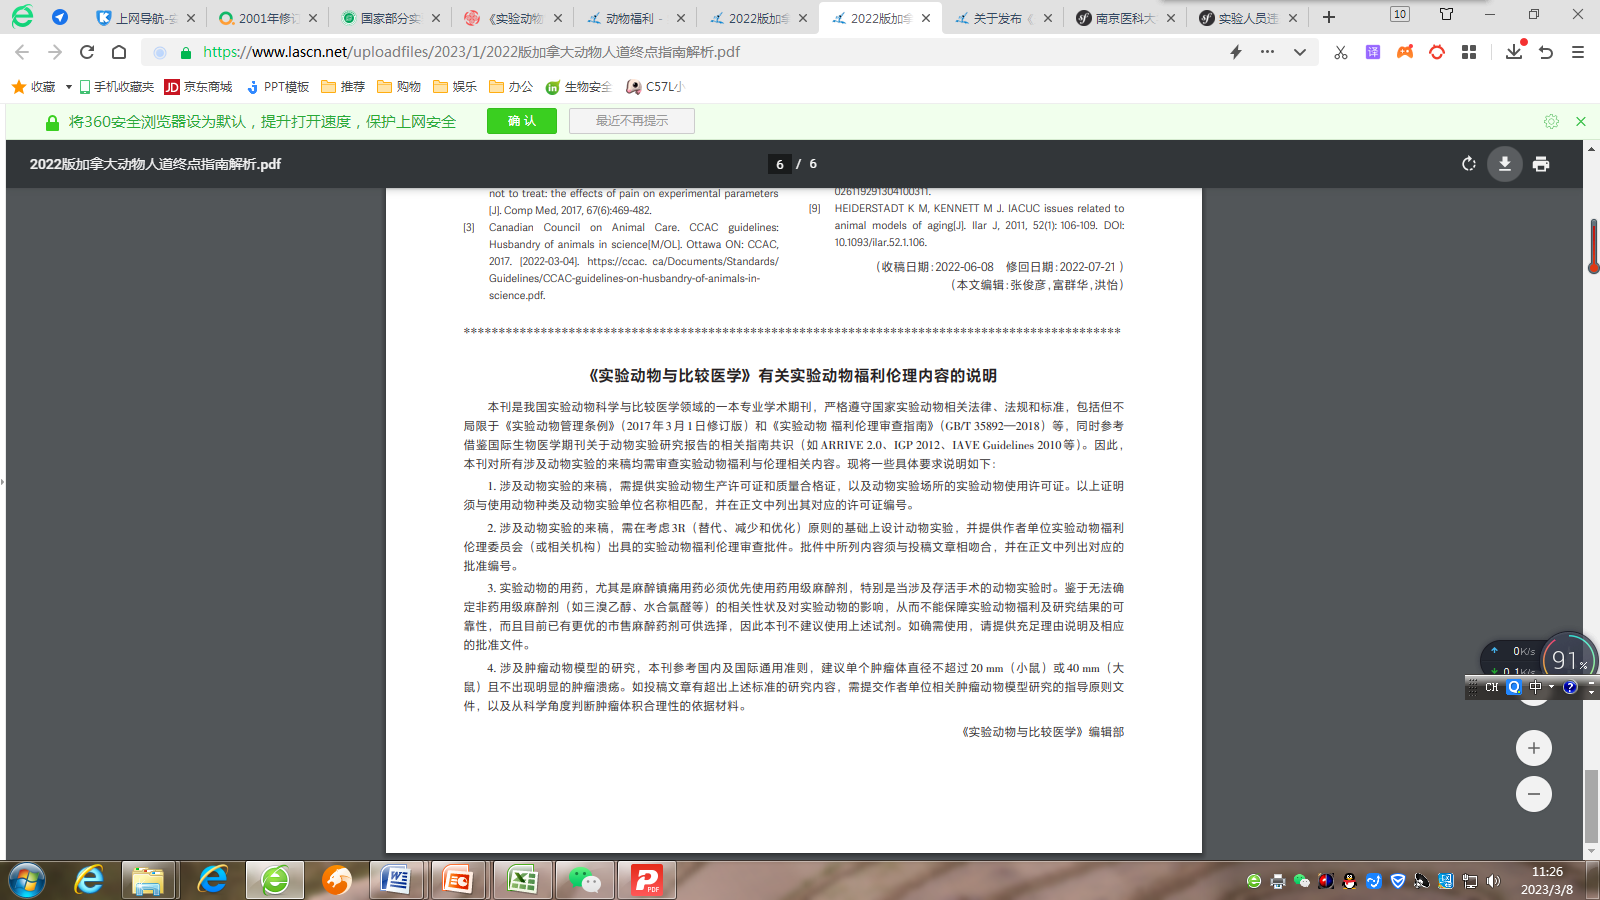 上网导航-安
2001年修订
国家部分实
《实验动物
动物福利 -
2022版加拿
2022版加拿
关于发布《
南京医科大
实验人员违
10
https://www.lascn.net/uploadfiles/2023/1/2022版加拿大动物人道终点指南解析.pdf
译
收藏
手机收藏夹
JD 京东商城
PPT模板
推荐
购物
娱乐
办公
in 生物安全
C57L小
将360安全浏览器设为默认，提升打开速度，保护上网安全
确 认
最近不再提示
2022版加拿大动物人道终点指南解析.pdf
6 / 6
not to treat: the effects of pain on experimental parameters
[J]. Comp Med, 2017, 67(6):469-482.
[3] Canadian Council on Animal Care. CCAC guidelines:
Husbandry of animals in science[M/OL]. Ottawa ON: CCAC,
2017. [2022-03-04]. https://ccac. ca/Documents/Standards/
Guidelines/CCAC-guidelines-on-husbandry-of-animals-in-
science.pdf.
026119291304100311.
[9] HEIDERSTADT K M, KENNETT M J. IACUC issues related to
animal models of aging[J]. Ilar J, 2011, 52(1): 106-109. DOI:
10.1093/ilar.52.1.106.
（收稿日期:2022-06-08 修回日期:2022-07-21）
（本文编辑:张俊彦,富群华,洪怡）
《实验动物与比较医学》有关实验动物福利伦理内容的说明
本刊是我国实验动物科学与比较医学领域的一本专业学术期刊，严格遵守国家实验动物相关法律、法规和标准，包括但不
局限于《实验动物管理条例》（2017年3月1日修订版）和《实验动物 福利伦理审查指南》（GB/T 35892—2018）等，同时参考
借鉴国际生物医学期刊关于动物实验研究报告的相关指南共识（如ARRIVE 2.0、IGP 2012、IAVE Guidelines 2010等）。因此，
本刊对所有涉及动物实验的来稿均需审查实验动物福利与伦理相关内容。现将一些具体要求说明如下：
1. 涉及动物实验的来稿，需提供实验动物生产许可证和质量合格证，以及动物实验场所的实验动物使用许可证。以上证明
须与使用动物种类及动物实验单位名称相匹配，并在正文中列出其对应的许可证编号。
2. 涉及动物实验的来稿，需在考虑3R（替代、减少和优化）原则的基础上设计动物实验，并提供作者单位实验动物福利
伦理委员会（或相关机构）出具的实验动物福利伦理审查批件。批件中所列内容须与投稿文章相吻合，并在正文中列出对应的
批准编号。
3. 实验动物的用药，尤其是麻醉镇痛用药必须优先使用药用级麻醉剂，特别是当涉及存活手术的动物实验时。鉴于无法确
定非药用级麻醉剂（如三溴乙醇、水合氯醛等）的相关性状及对实验动物的影响，从而不能保障实验动物福利及研究结果的可
靠性，而且目前已有更优的市售麻醉药剂可供选择，因此本刊不建议使用上述试剂。如确需使用，请提供充足理由说明及相应
的批准文件。
4. 涉及肿瘤动物模型的研究，本刊参考国内及国际通用准则，建议单个肿瘤体直径不超过20 mm（小鼠）或40 mm（大
鼠）且不出现明显的肿瘤溃疡。如投稿文章有超出上述标准的研究内容，需提交作者单位相关肿瘤动物模型研究的指导原则文
件，以及从科学角度判断肿瘤体积合理性的依据材料。
《实验动物与比较医学》编辑部
0K/s
0.1K/s
91%
CH 中
11:26
2023/3/8